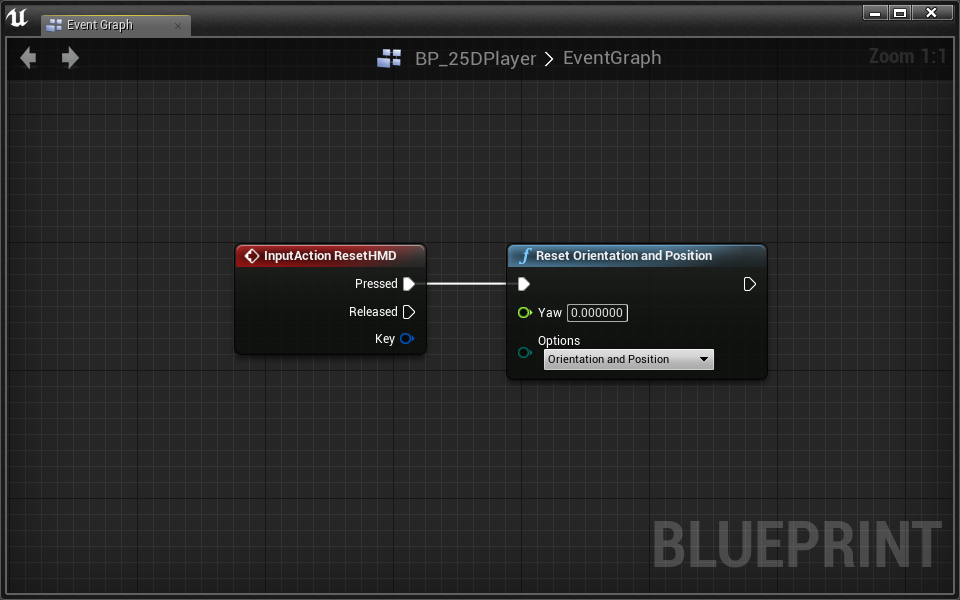 Event Graph
BP_25DPlayer > EventGraph
Zoom 1:1
InputAction ResetHMD
Pressed
Released
Key
Reset Orientation and Position
Yaw 0.000000
Options
Orientation and Position
BLUEPRINT